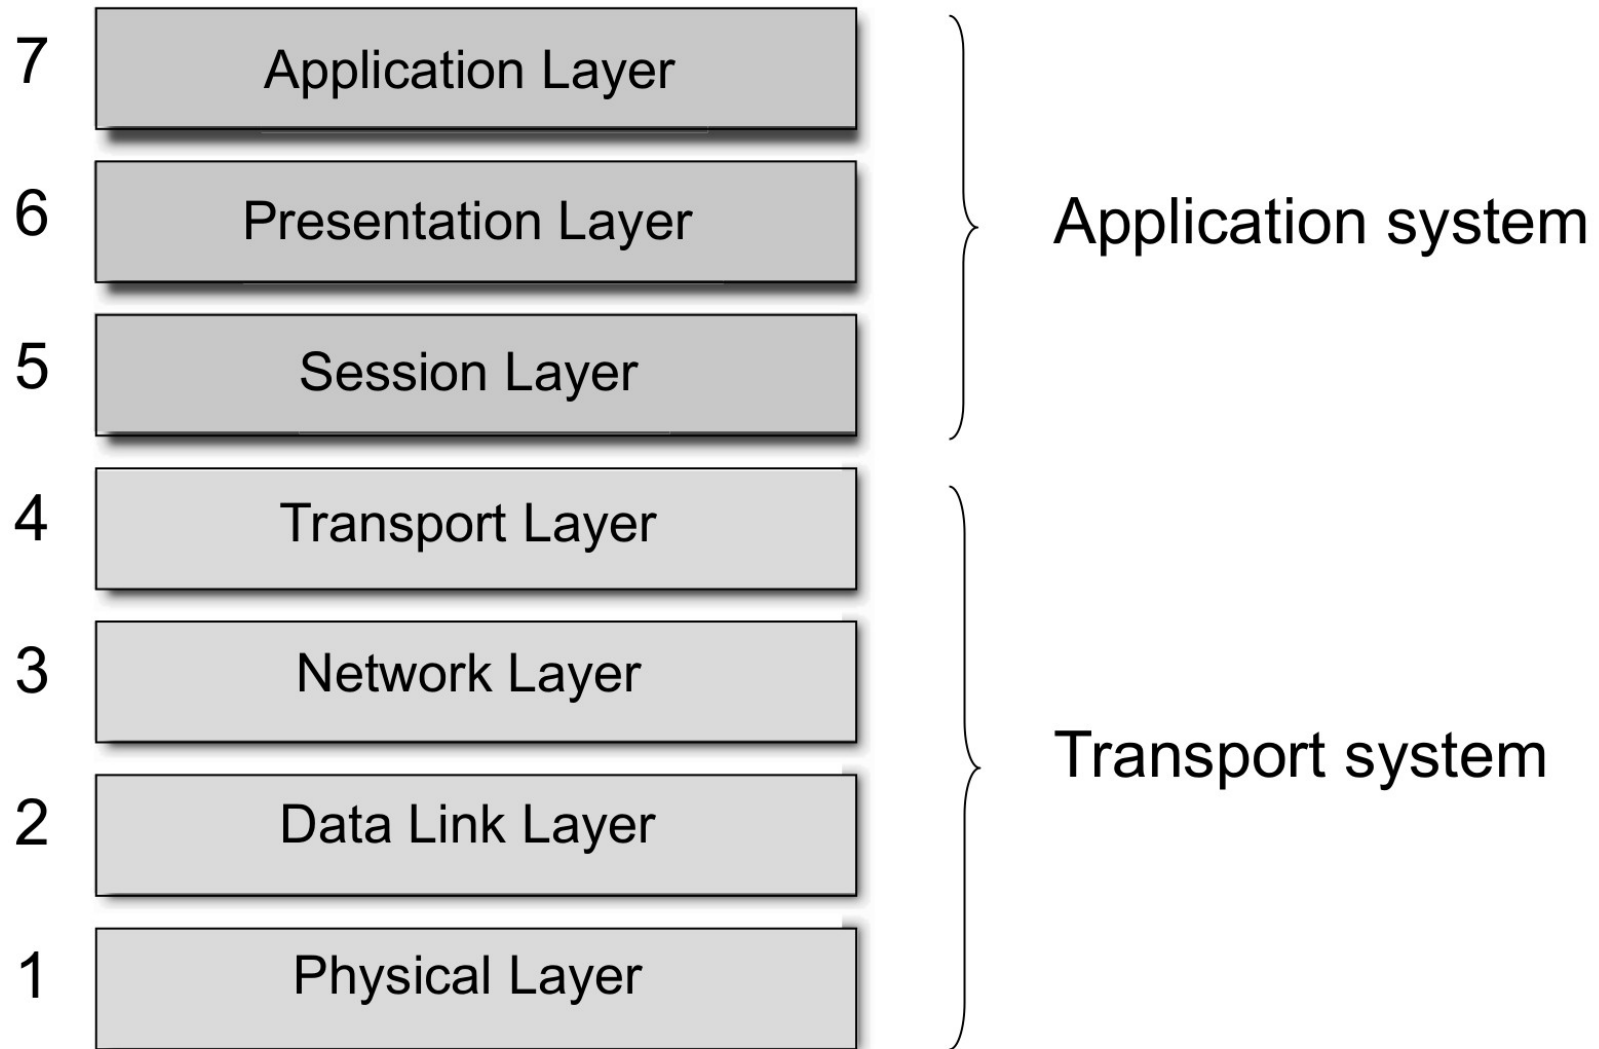 7 Application Layer
6 Presentation Layer
Application system
5 Session Layer
4 Transport Layer
3 Network Layer
Transport system
2 Data Link Layer
1 Physical Layer